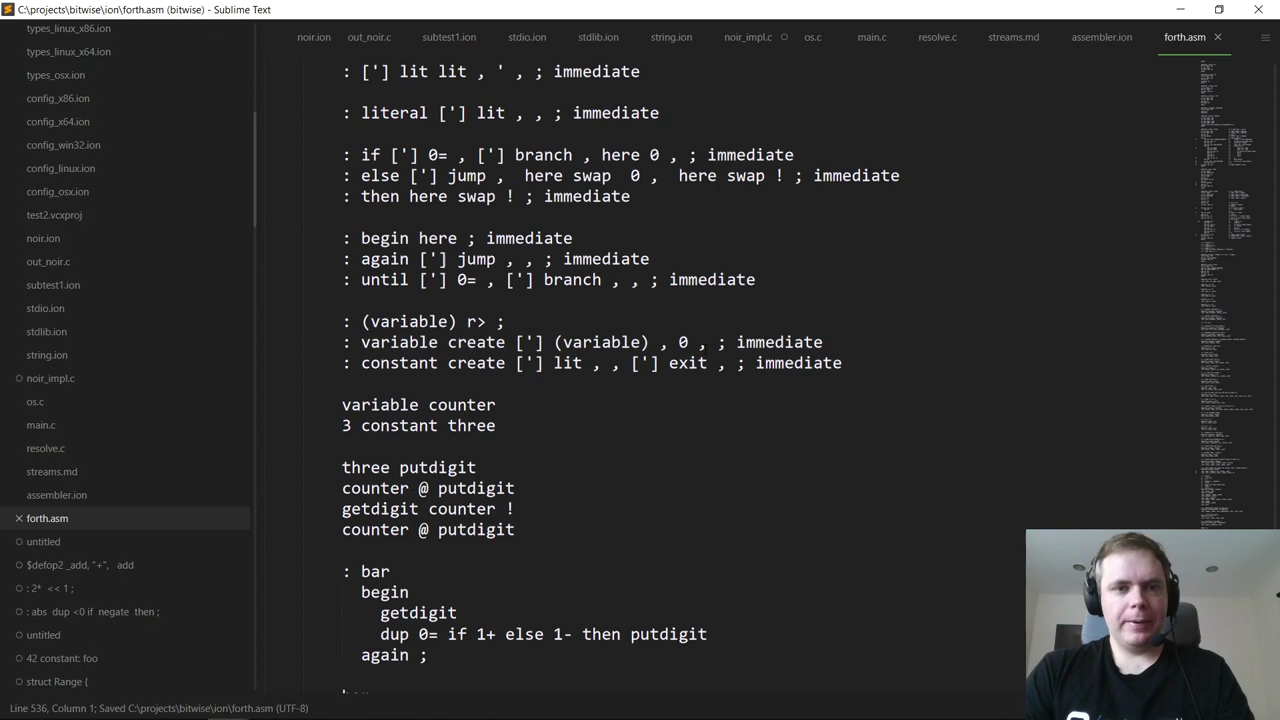 C:\projects\bitwise\ion\forth.asm (bitwise) - Sublime Text
noir.ion out_noir.c subtest1.ion stdio.ion stdlib.ion string.ion noir_impl.c os.c main.c resolve.c streams.md assembler.ion forth.asm
types_linux_x86.ion
types_linux_x64.ion
types_osx.ion
config_x86.ion
config_x64.ion
config_win32.ion
config_linux.ion
config_osx.ion
test2.vcxproj
noir.ion
out_noir.c
subtest1.ion
stdio.ion
stdlib.ion
string.ion
noir_impl.c
os.c
main.c
resolve.c
streams.md
assembler.ion
forth.asm
untitled
$defop2 _add, "+", add
: 2* << 1 ;
: abs dup <0 if negate then ;
untitled
42 constant: foo
struct Range {
: ['] lit lit , ' , ; immediate
: literal ['] lit , , ; immediate
: if ['] 0= , ['] branch , here 0 , ; immediate
: else ['] jump , here swap 0 , here swap ! ; immediate
: then here swap ! ; immediate
: begin here ; immediate
: again ['] jump , , ; immediate
: until ['] 0= , ['] branch , , ; immediate
: (variable) r> ;
: variable create ['] (variable) , 0 , ; immediate
: constant create ['] lit , , ['] exit , ; immediate
variable counter
3 constant three
three putdigit
counter @ putdigit
getdigit counter !
counter @ putdigit
: bar
begin
getdigit
dup 0= if 1+ else 1- then putdigit
again ;
Line 536, Column 1; Saved C:\projects\bitwise\ion\forth.asm (UTF-8)